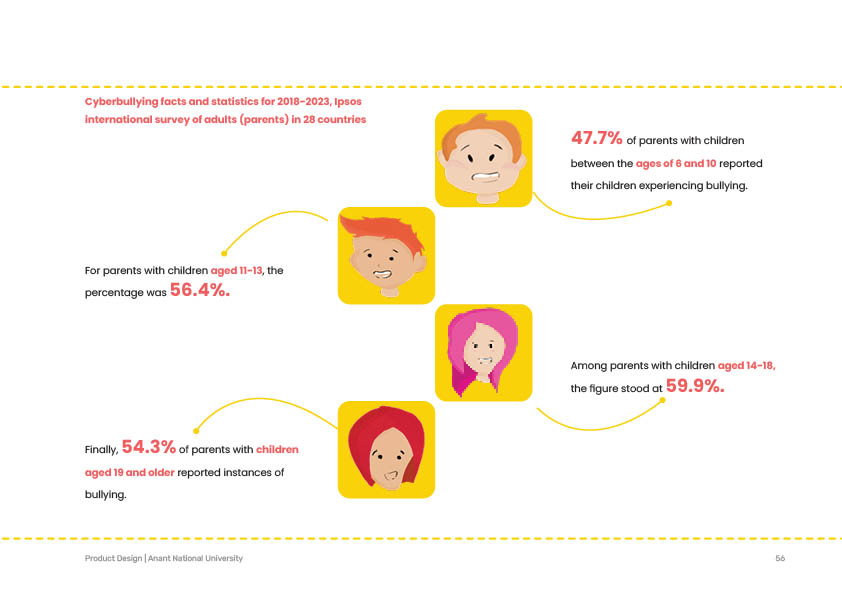 Cyberbullying facts and statistics for 2018-2023, Ipsos
international survey of adults (parents) in 28 countries
47.7% of parents with children
between the ages of 6 and 10 reported
their children experiencing bullying.
For parents with children aged 11-13, the
percentage was 56.4%.
Among parents with children aged 14-18,
the figure stood at 59.9%.
Finally, 54.3% of parents with children
aged 19 and older reported instances of
bullying.
Product Design | Anant National University
56